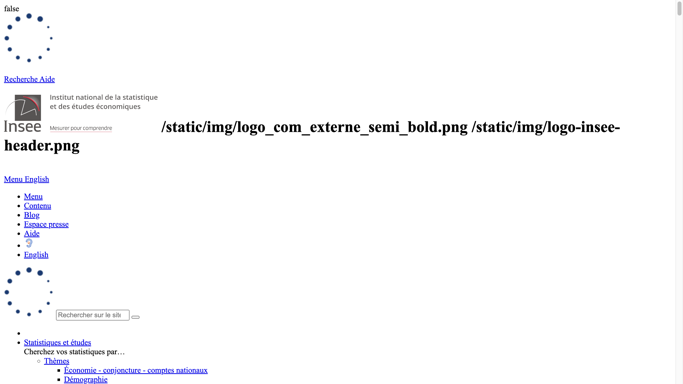 false
Recherche Aide
Institut national de la statistique
et des études économiques
Insee
Mesurer pour comprendre
/static/img/logo_com_externe_semi_bold.png /static/img/logo-insee-
header.png
Menu English
Menu
Contenu
Blog
Espace presse
Aide
English
Rechercher sur le site
Statistiques et études
Cherchez vos statistiques par…
Thèmes
Économie - conjoncture - comptes nationaux
Démographie